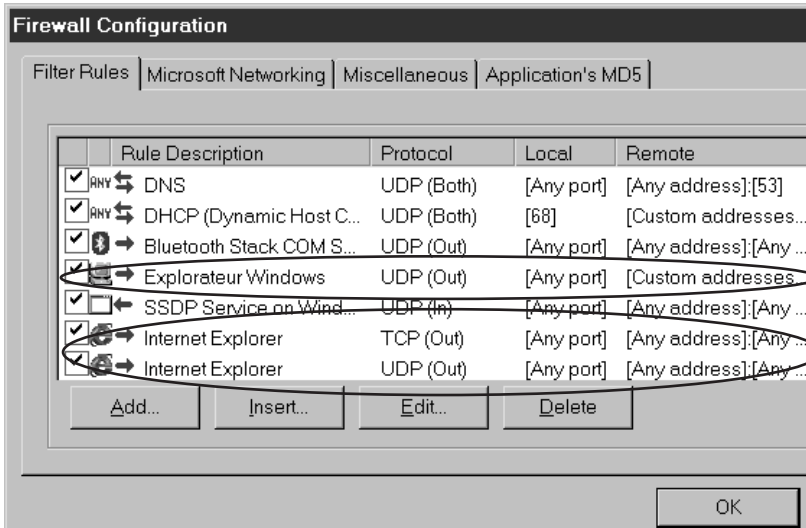 Firewall Configuration
Filter Rules Microsoft Networking Miscellaneous Application's MD5
Rule Description Protocol Local Remote
ANY DNS UDP (Both) [Any port] [Any address]:[53]
ANY DHCP (Dynamic Host C... UDP (Both) [68] [Custom addresses...
Bluetooth Stack COM S... UDP (Out) [Any port] [Any address]:[Any ...
Explorateur Windows UDP (Out) [Any port] [Custom addresses...
SSDP Service on Wind... UDP (In) [Any port] [Any address]:[Any ...
Internet Explorer TCP (Out) [Any port] [Any address]:[Any ...
Internet Explorer UDP (Out) [Any port] [Any address]:[Any ...
Add... Insert... Edit... Delete
OK